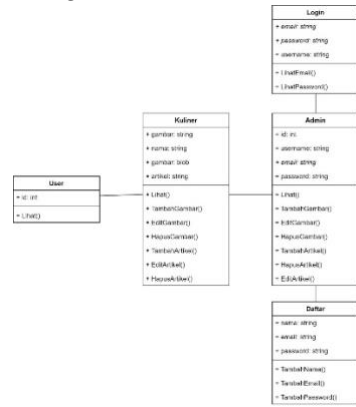 Login
+ email: string
+ password: string
+ username: string
+ LihatEmail()
+ LihatPassword()
Kuliner
+ gambar: string
+ nama: string
+ gambar: blob
+ artikel: string
+ Lihat()
+ TambahGambar()
+ EditGambar()
+ HapusGambar()
+ TambahArtikel()
+ EditArtikel()
+ HapusArtikel()
Admin
+ id: int
+ username: string
+ email: string
+ password: string
+ Lihat()
+ TambahGambar()
+ EditGambar()
+ HapusGambar()
+ TambahArtikel()
+ HapusArtikel()
+ EditArtikel()
User
+ id: int
+ Lihat()
Daftar
+ nama: string
+ email: string
+ password: string
+ TambahNama()
+ TambahEmail()
+ TambahPassword()